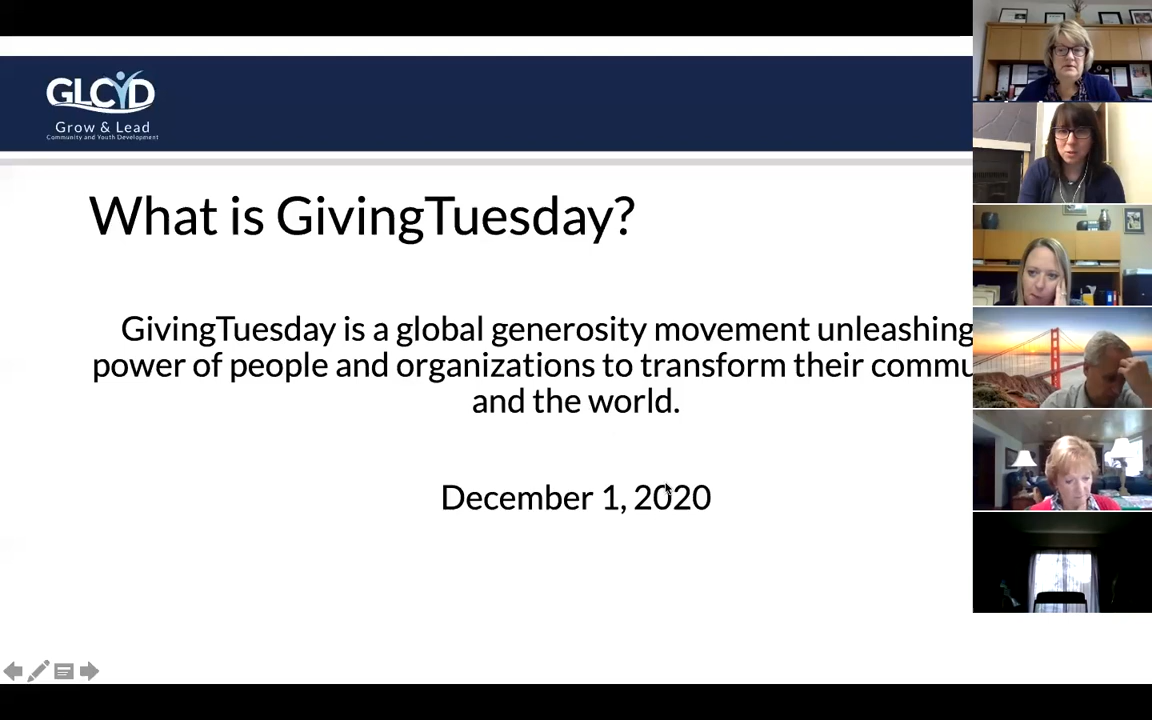 GLCYD
Grow & Lead
Community and Youth Development
What is GivingTuesday?
GivingTuesday is a global generosity movement unleashing
power of people and organizations to transform their commu
and the world.
December 1, 2020